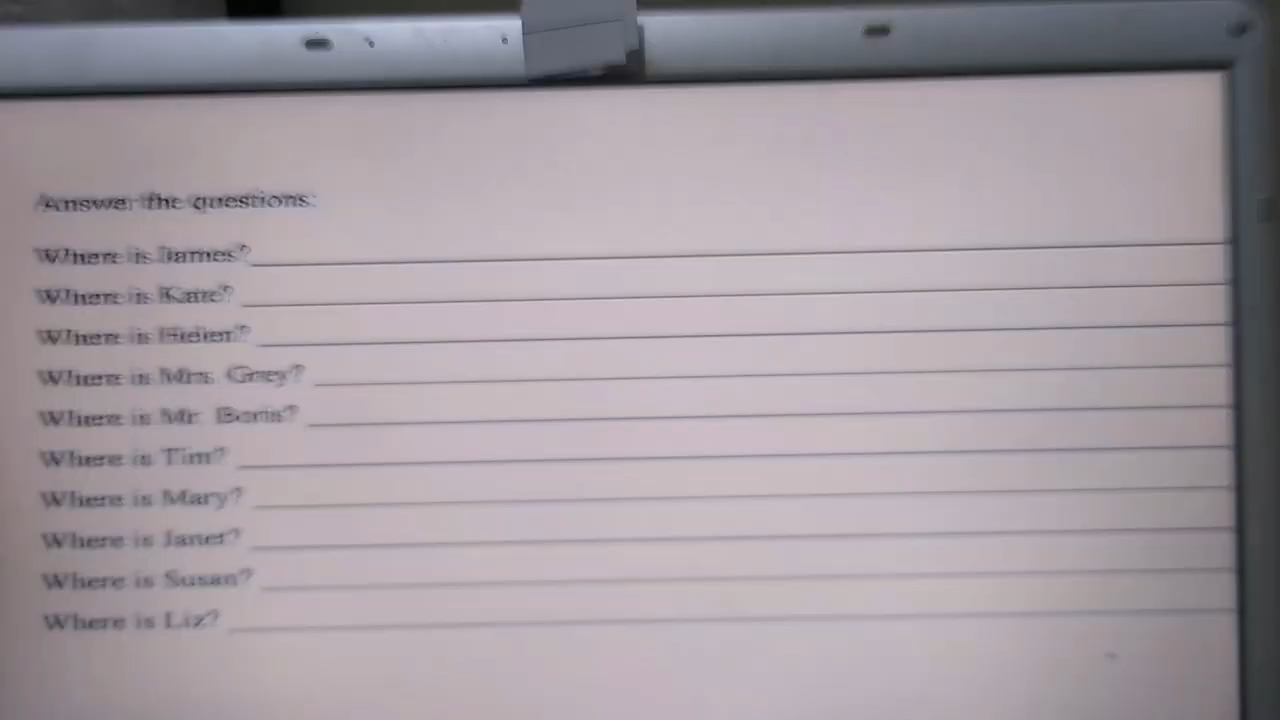 Answer the questions:
Where is James?
Where is Kate?
Where is Helen?
Where is Mrs. Grey?
Where is Mr. Boris?
Where is Tim?
Where is Mary?
Where is Janet?
Where is Susan?
Where is Liz?